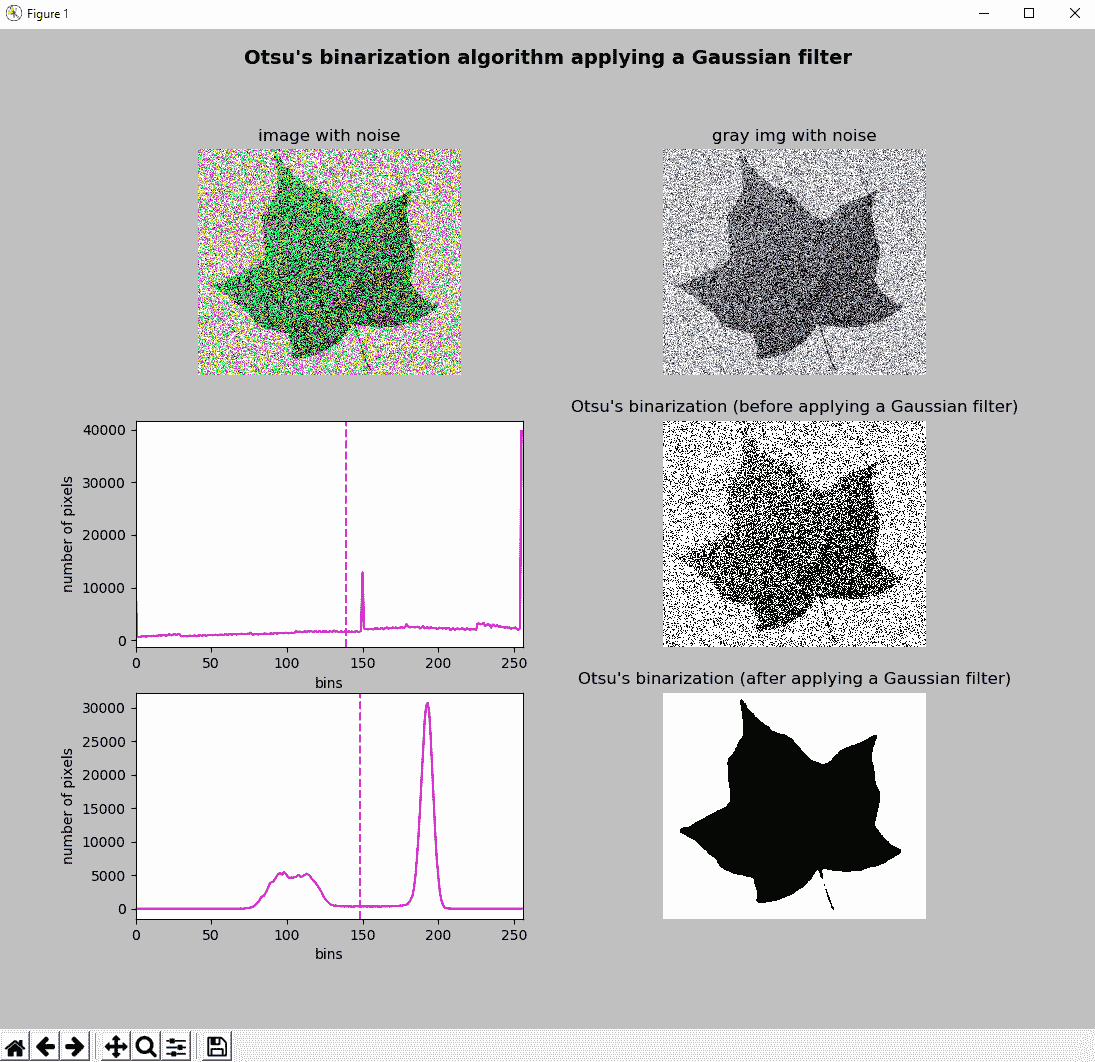 Figure 1
Otsu's binarization algorithm applying a Gaussian filter
image with noise
gray img with noise
Otsu's binarization (before applying a Gaussian filter)
40000
30000
20000
10000
0
number of pixels
0 50 100 150 200 250
bins
Otsu's binarization (after applying a Gaussian filter)
30000
25000
20000
15000
10000
5000
0
number of pixels
0 50 100 150 200 250
bins